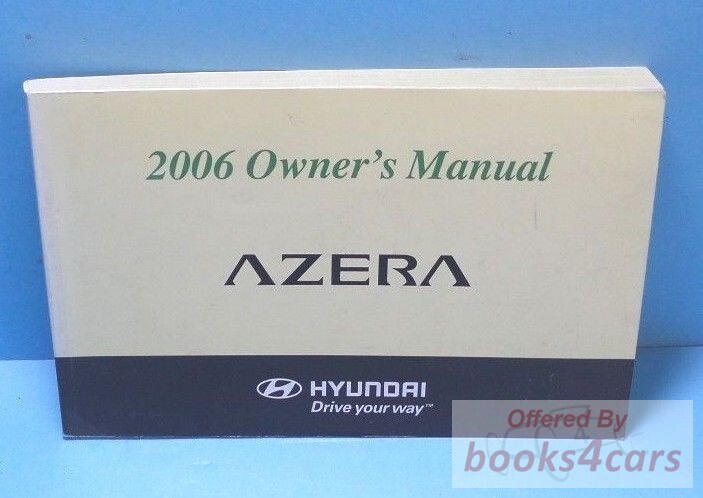 2006 Owner's Manual
AZERA
HYUNDAI
Drive your way™
Offered By
books4cars